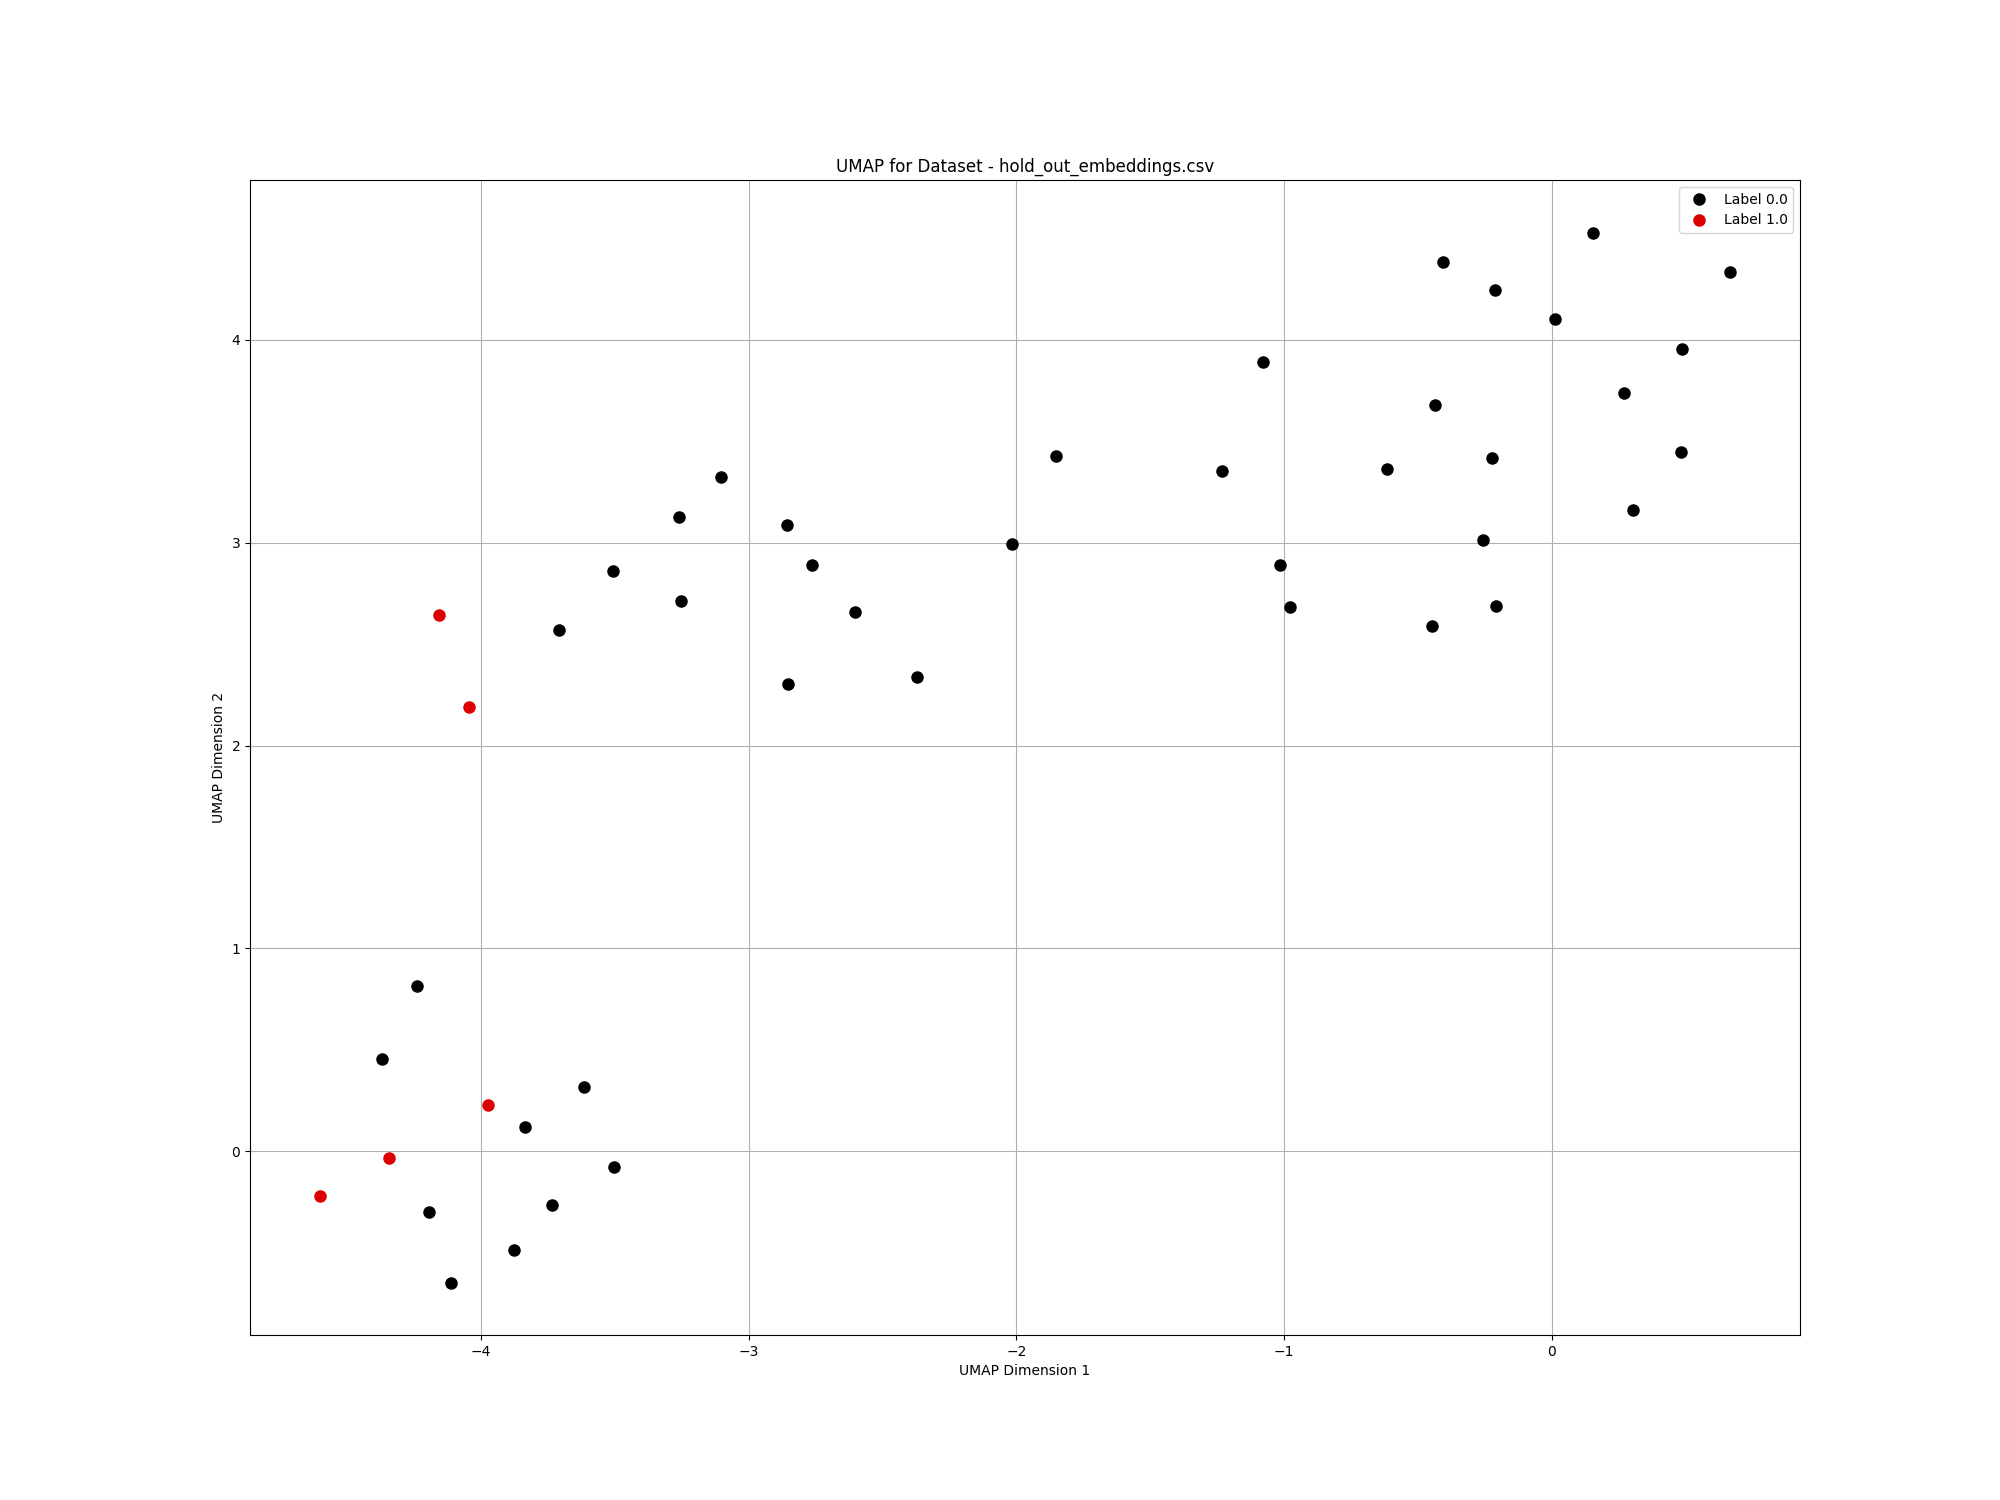 UMAP for Dataset - hold_out_embeddings.csv
Label 0.0
Label 1.0
4
3
2
1
0
UMAP Dimension 2
−4
−3
−2
−1
0
UMAP Dimension 1